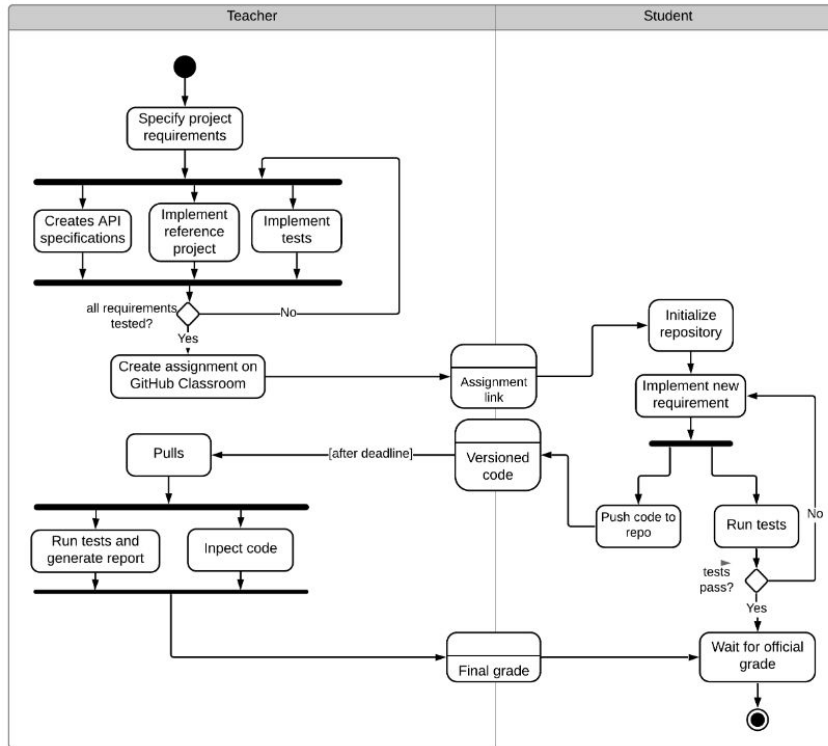 Teacher
Student
Specify project
requirements
Creates API
specifications
Implement
reference
project
Implement
tests
all requirements
tested?
No
Yes
Create assignment on
GitHub Classroom
Assignment
link
Initialize
repository
Implement new
requirement
Pulls
[after deadline]
Versioned
code
Push code to
repo
Run tests
No
Run tests and
generate report
Inpect code
tests
pass?
Yes
Final grade
Wait for official
grade